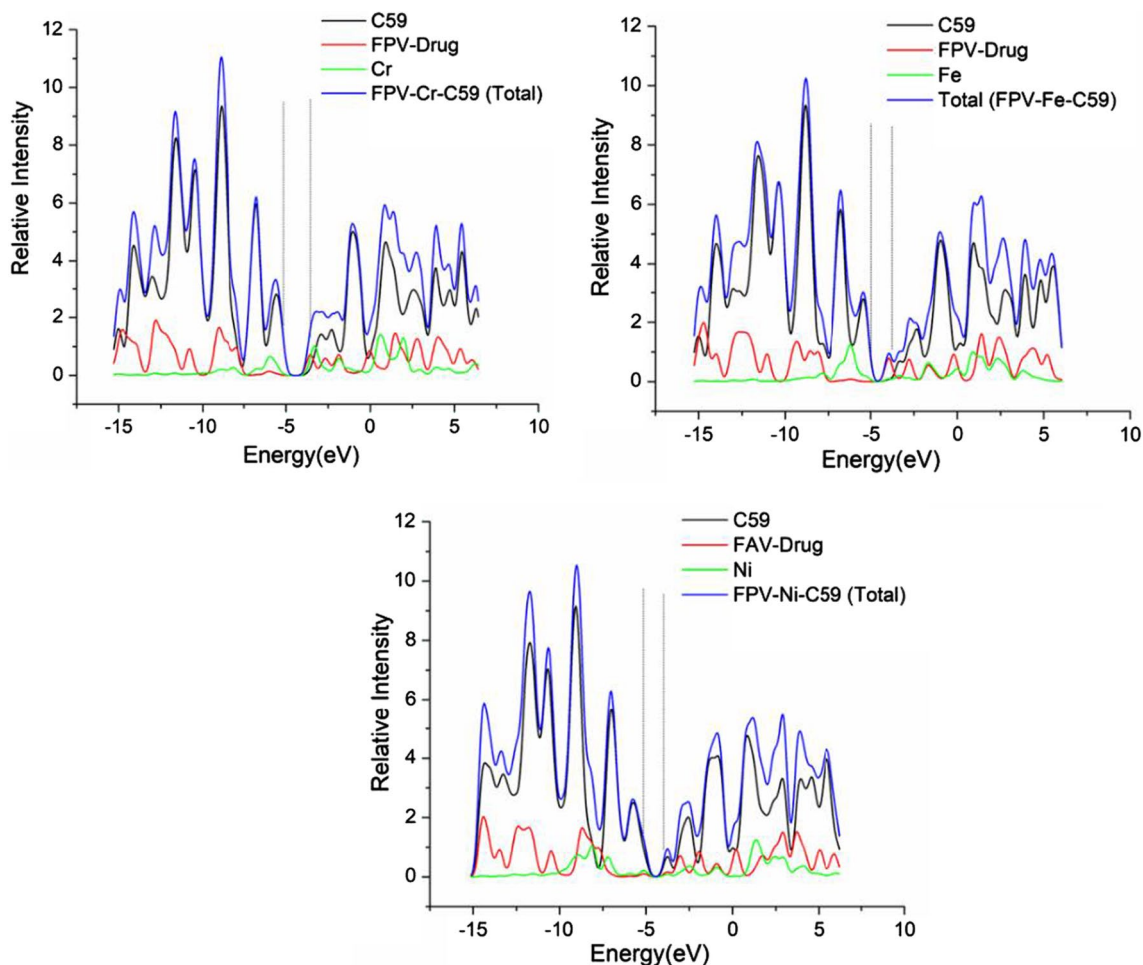 C59
FPV-Drug
Cr
FPV-Cr-C59 (Total)
12
10
8
6
4
2
0
Relative Intensity
-15
-10
-5
0
5
10
Energy(eV)
C59
FPV-Drug
Fe
Total (FPV-Fe-C59)
12
10
8
6
4
2
0
Relative Intensity
-15
-10
-5
0
5
10
Energy(eV)
C59
FAV-Drug
Ni
FPV-Ni-C59 (Total)
12
10
8
6
4
2
0
Relative Intensity
-15
-10
-5
0
5
10
Energy(eV)